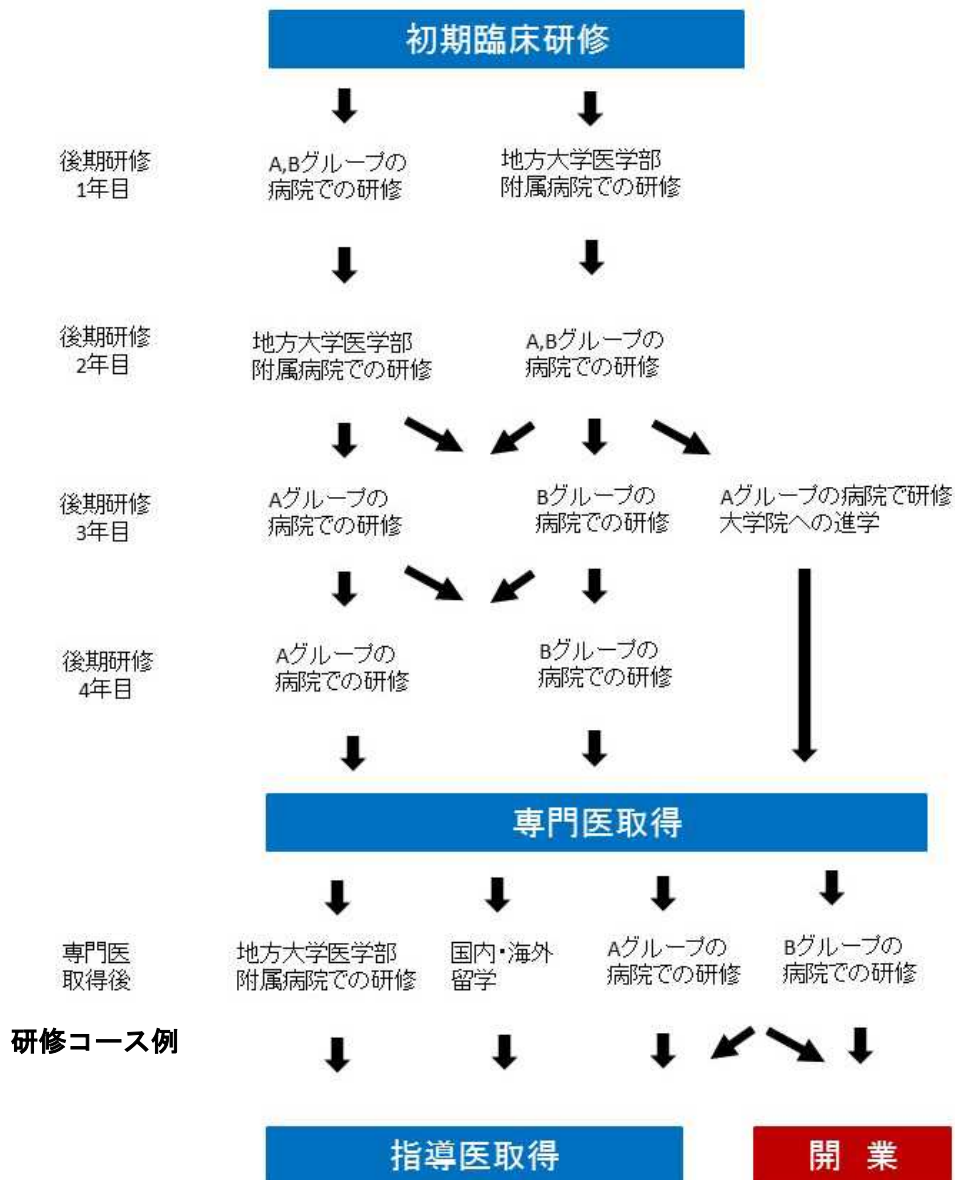 初期臨床研修
後期研修
1年目
A,Bグループの
病院での研修
地方大学医学部
附属病院での研修
後期研修
2年目
地方大学医学部
附属病院での研修
A,Bグループの
病院での研修
後期研修
3年目
Aグループの
病院での研修
Bグループの
病院での研修
Aグループの病院で研修
大学院への進学
後期研修
4年目
Aグループの
病院での研修
Bグループの
病院での研修
専門医取得
専門医
取得後
地方大学医学部
附属病院での研修
国内・海外
留学
Aグループの
病院での研修
Bグループの
病院での研修
研修コース例
指導医取得
開 業